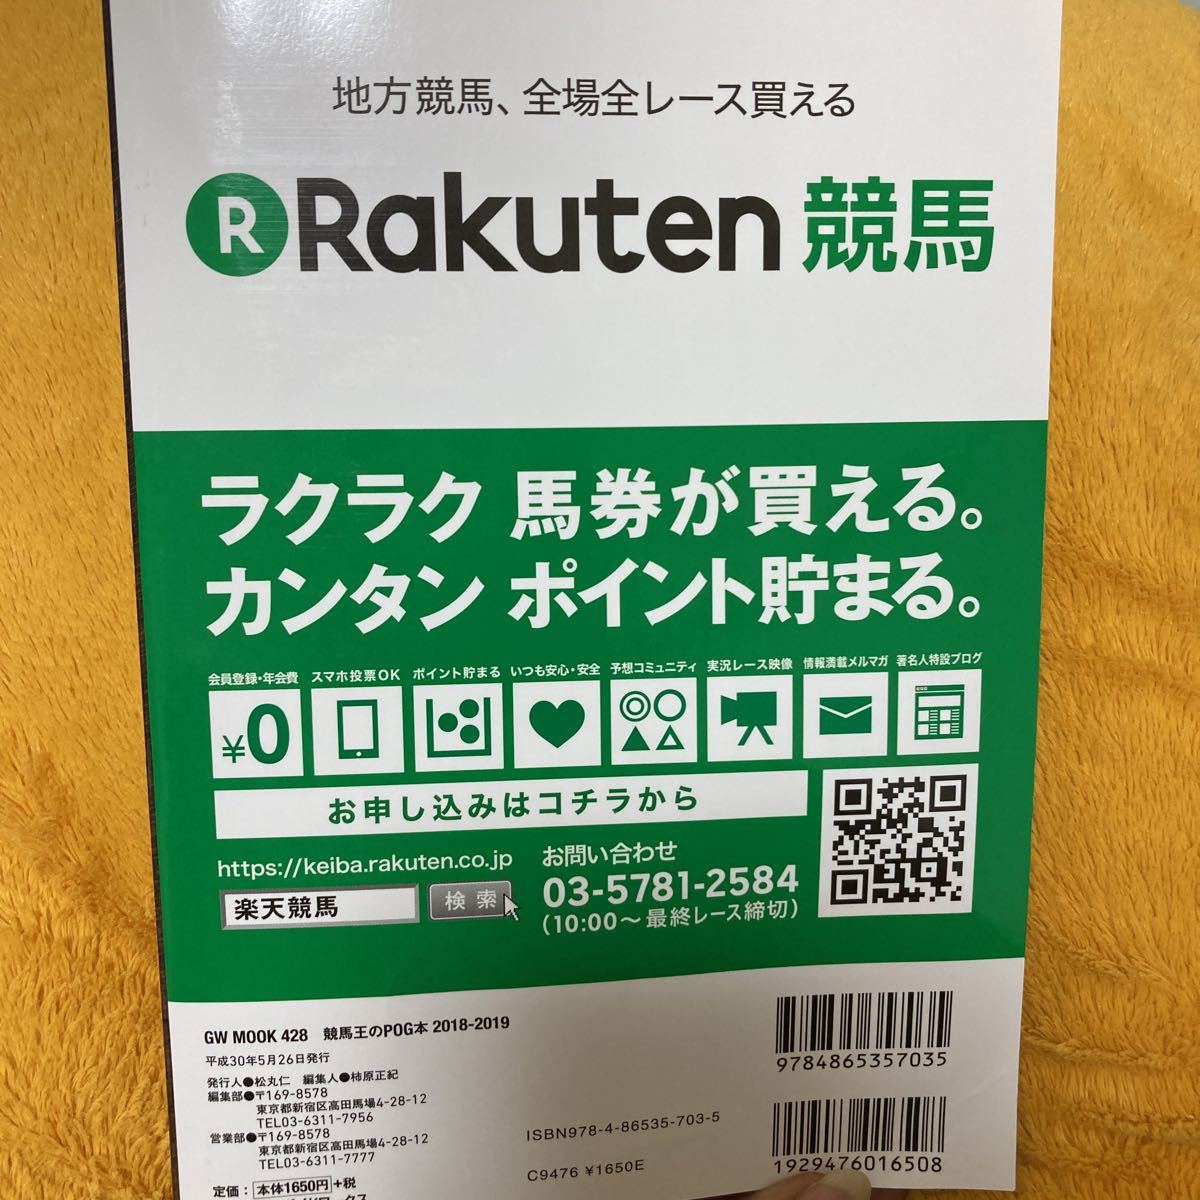 地方競馬、全場全レース買える
R Rakuten 競馬
ラクラク 馬券が買える。
カンタン ポイント貯まる。
会員登録・年会費 スマホ投票OK ポイント貯まる いつも安心・安全 予想コミュニティ 実況レース映像 情報満載メルマガ 著名人特設ブログ
¥0
お申し込みはコチラから
https://keiba.rakuten.co.jp
楽天競馬 検索
お問い合わせ
03-5781-2584
(10:00～最終レース締切)
GW MOOK 428 競馬王のPOG本 2018-2019
平成30年5月26日発行
発行人●松丸仁 編集人●柿原正紀
編集部●〒169-8578
東京都新宿区高田馬場4-28-12
TEL03-6311-7956
営業部●〒169-8578
東京都新宿区高田馬場4-28-12
TEL03-6311-7777
定価：本体1650円+税
ISBN978-4-86535-703-5
C9476 ¥1650E
9784865357035
1929476016508